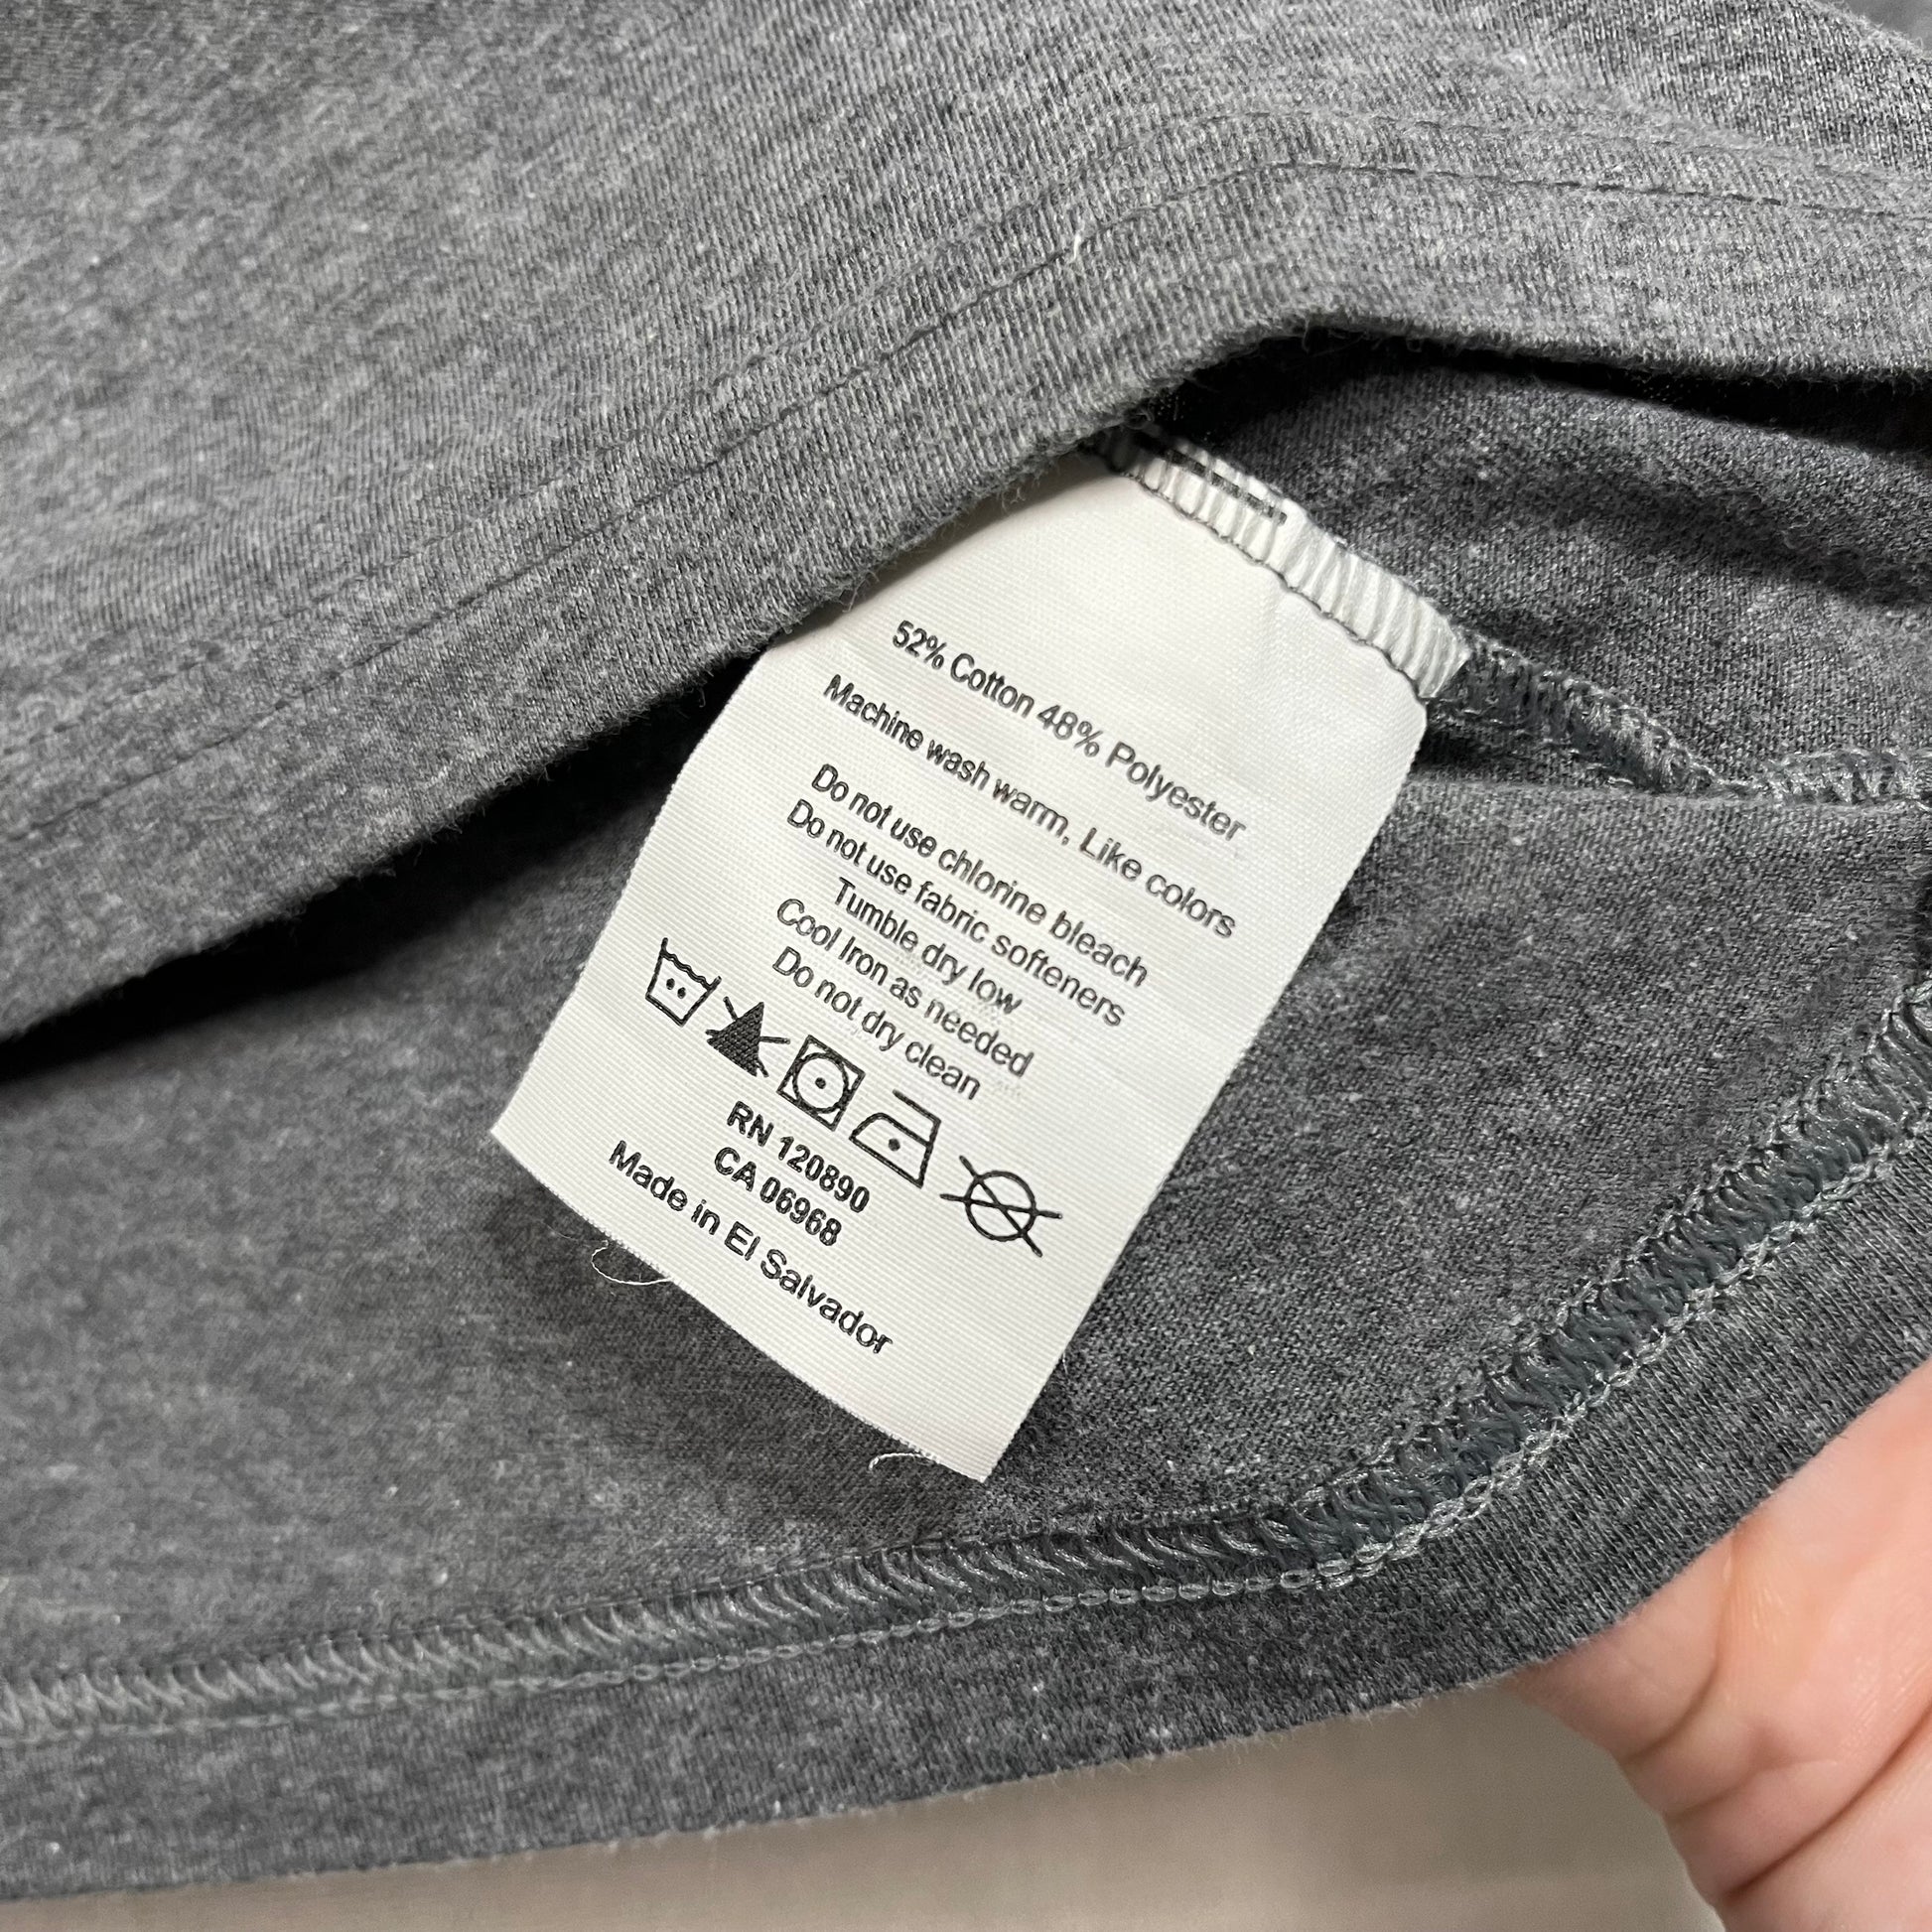 52% Cotton 48% Polyester
Machine wash warm, Like colors
Do not use chlorine bleach
Do not use fabric softeners
Tumble dry low
Cool Iron as needed
Do not dry clean
RN 120890
CA 06968
Made in El Salvador